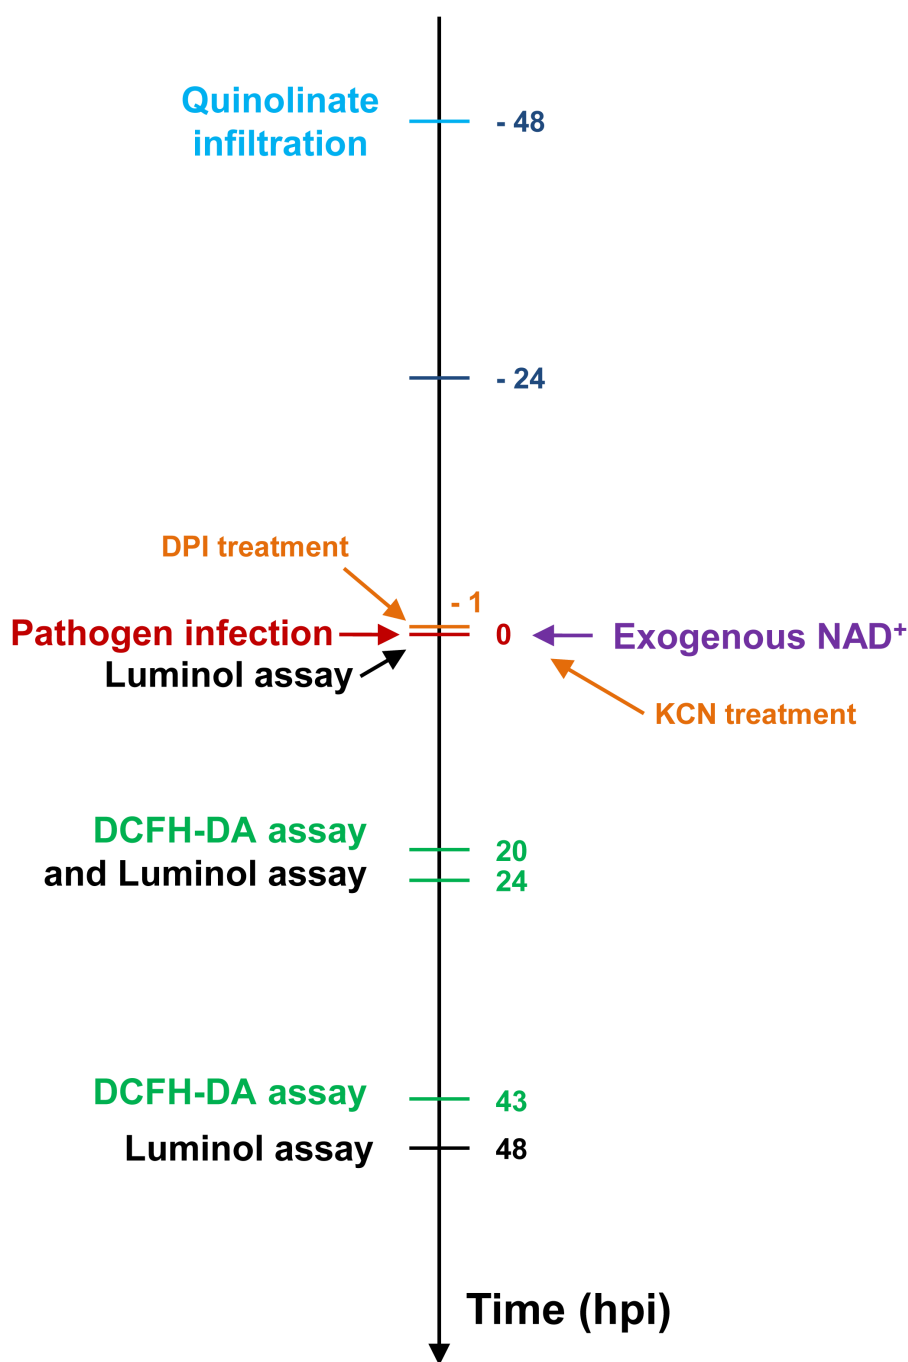 Quinolinate
infiltration
- 48
- 24
DPI treatment
- 1
Pathogen infection
0
Exogenous NAD⁺
Luminol assay
KCN treatment
DCFH-DA assay
and Luminol assay
20
24
DCFH-DA assay
43
Luminol assay
48
Time (hpi)